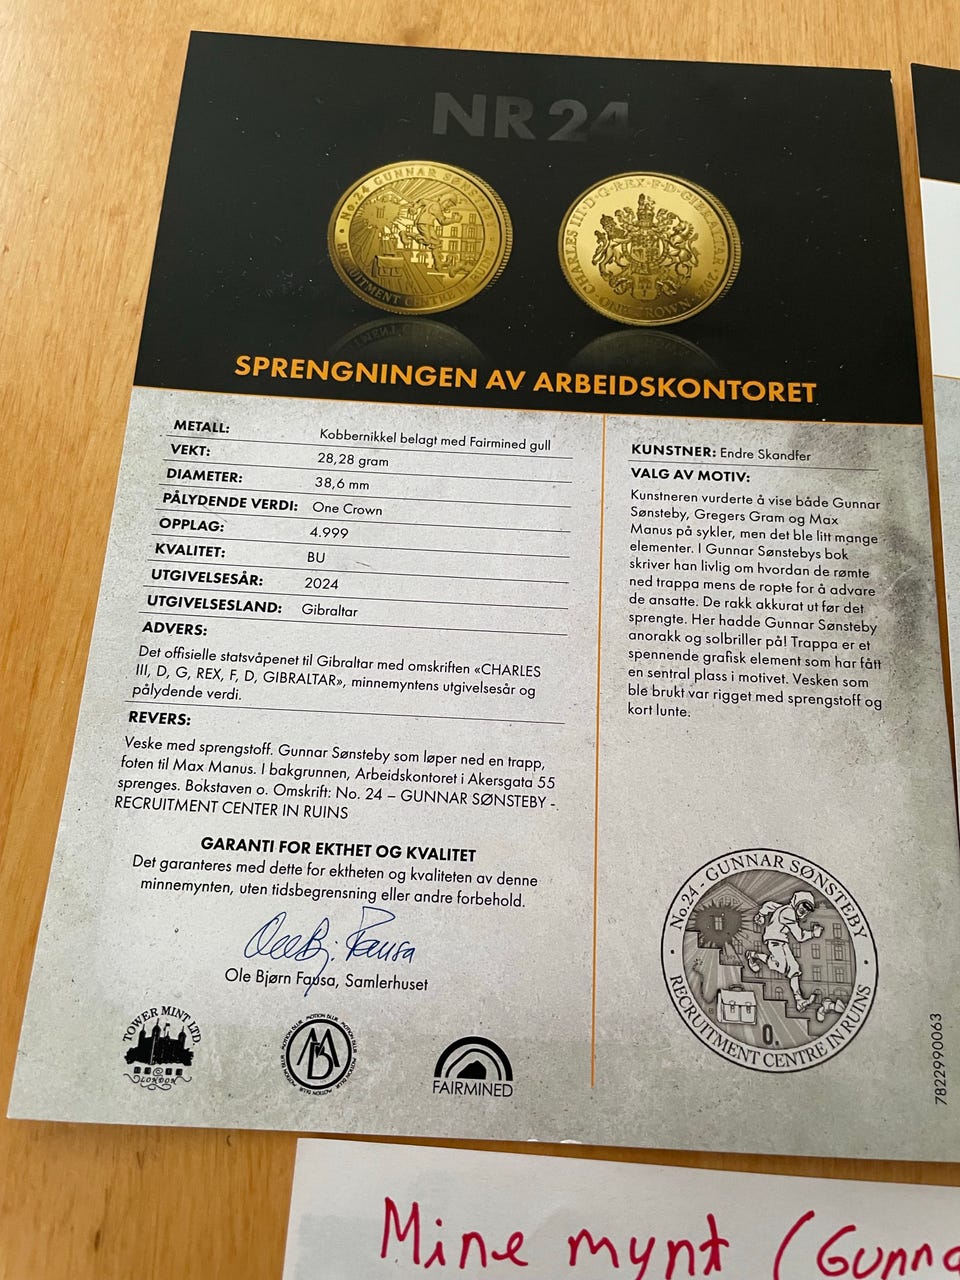 NR 24
No.24 GUNNAR SØNSTEBY
RECRUITMENT CENTRE IN RUINS
CHARLES III·D·G·REX·F·D·GIBRALTAR·
ONE CROWN
SPRENGNINGEN AV ARBEIDSKONTORET
METALL: Kobbernikkel belagt med Fairmined gull
VEKT: 28,28 gram
DIAMETER: 38,6 mm
PÅLYDENDE VERDI: One Crown
OPPLAG: 4.999
KVALITET: BU
UTGIVELSESÅR: 2024
UTGIVELSESLAND: Gibraltar
ADVERS:
Det offisielle statsvåpenet til Gibraltar med omskriften «CHARLES
III, D, G, REX, F, D, GIBRALTAR», minnemyntens utgivelsesår og
pålydende verdi.
REVERS:
Veske med sprengstoff. Gunnar Sønsteby som løper ned en trapp,
foten til Max Manus. I bakgrunnen, Arbeidskontoret i Akersgata 55
sprenges. Bokstaven o. Omskrift: No. 24 – GUNNAR SØNSTEBY -
RECRUITMENT CENTER IN RUINS
GARANTI FOR EKTHET OG KVALITET
Det garanteres med dette for ektheten og kvaliteten av denne
minnemynten, uten tidsbegrensning eller andre forbehold.
Ole Bj. Fausa
Ole Bjørn Fausa, Samlerhuset
TOWER MINT LTD.
LONDON
MOTION BLUR
FAIRMINED
KUNSTNER: Endre Skandfer
VALG AV MOTIV:
Kunstneren vurderte å vise både Gunnar
Sønsteby, Gregers Gram og Max
Manus på sykler, men det ble litt mange
elementer. I Gunnar Sønstebys bok
skriver han livlig om hvordan de rømte
ned trappa mens de ropte for å advare
de ansatte. De rakk akkurat ut før det
sprengte. Her hadde Gunnar Sønsteby
anorakk og solbriller på! Trappa er et
spennende grafisk element som har fått
en sentral plass i motivet. Vesken som
ble brukt var rigget med sprengstoff og
kort lunte.
No.24 - GUNNAR SØNSTEBY
RECRUITMENT CENTRE IN RUINS
O.
7822990063
Mine mynt (Gunna